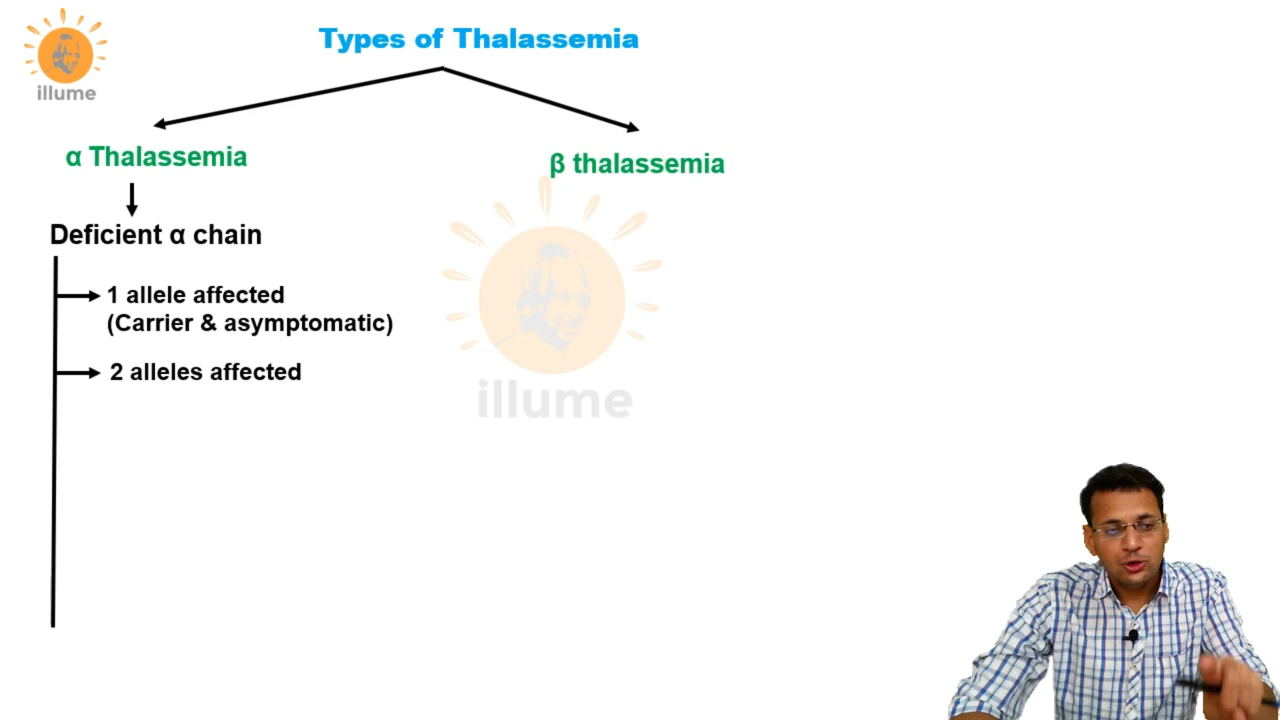 illume
Types of Thalassemia
α Thalassemia
β thalassemia
Deficient α chain
1 allele affected
(Carrier & asymptomatic)
2 alleles affected
illume